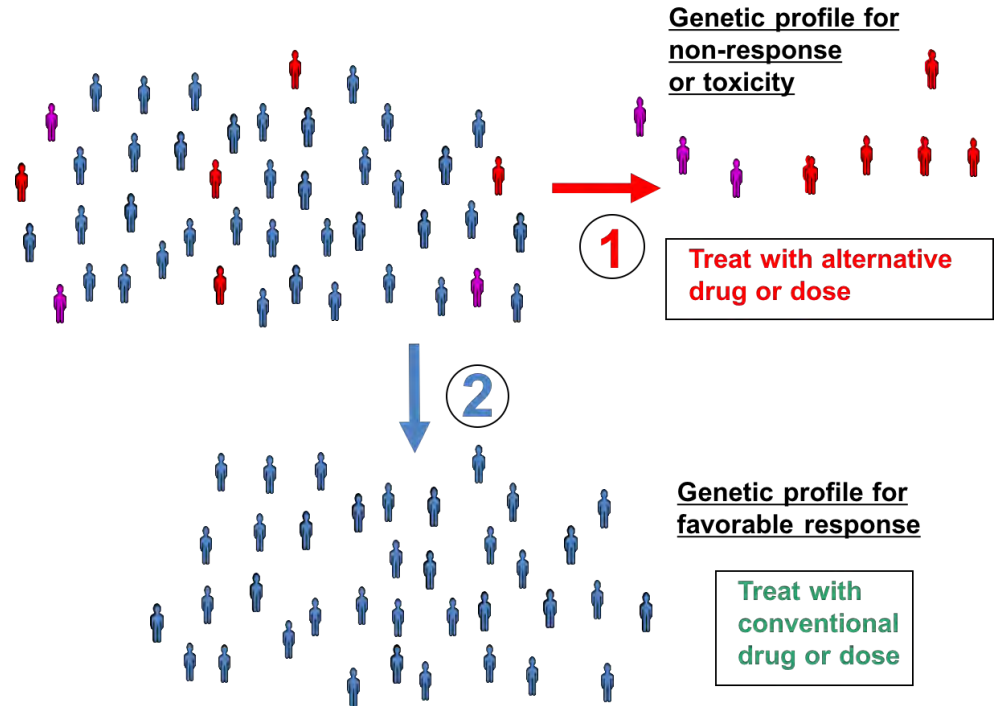 Genetic profile for
non-response
or toxicity
1
Treat with alternative
drug or dose
2
Genetic profile for
favorable response
Treat with
conventional
drug or dose